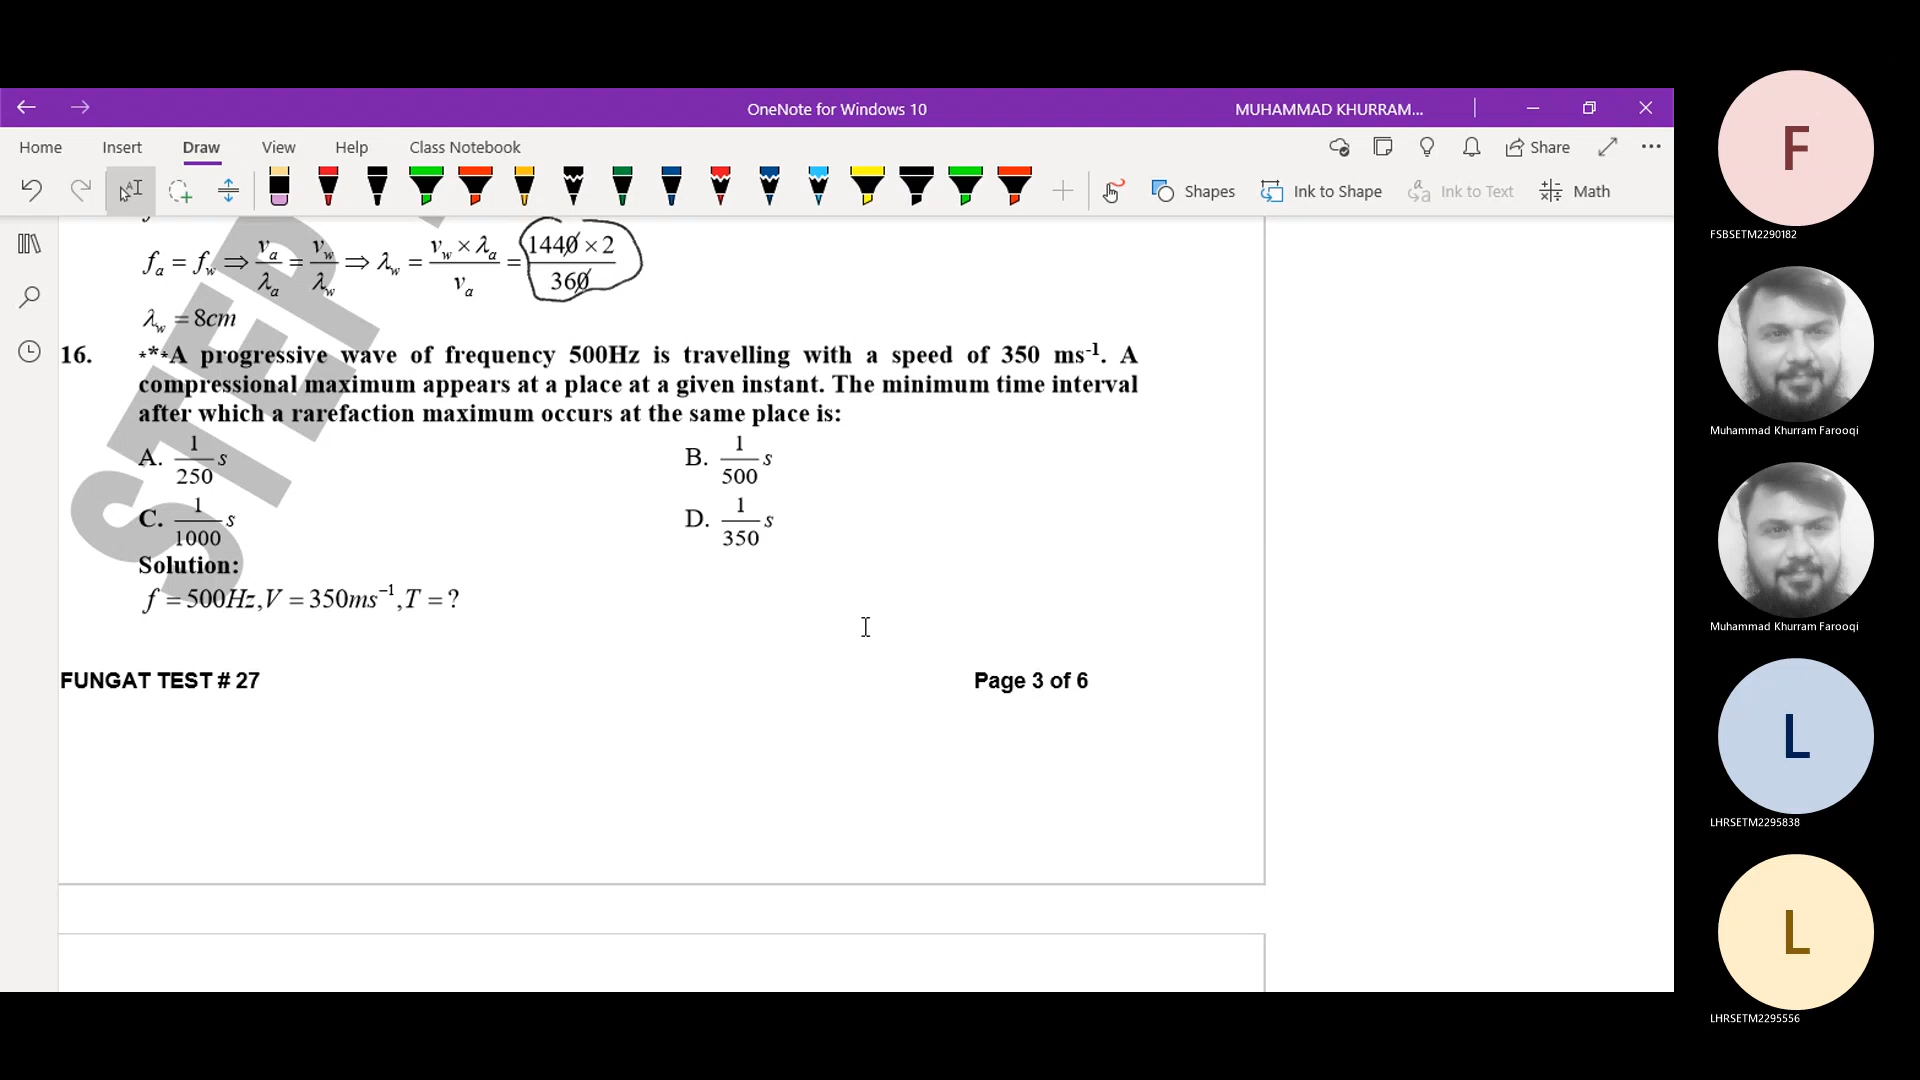 OneNote for Windows 10
MUHAMMAD KHURRAM...
Home Insert Draw View Help Class Notebook
Share
Shapes
Ink to Shape
Ink to Text
Math
f_a = f_w ⇒ v_a/λ_a = v_w/λ_w ⇒ λ_w = (v_w × λ_a)/v_a = (1440 × 2)/360
λ_w = 8cm
16. ***A progressive wave of frequency 500Hz is travelling with a speed of 350 ms⁻¹. A
compressional maximum appears at a place at a given instant. The minimum time interval
after which a rarefaction maximum occurs at the same place is:
A. 1/250 s B. 1/500 s
C. 1/1000 s D. 1/350 s
Solution:
f = 500Hz, V = 350ms⁻¹, T = ?
FUNGAT TEST # 27 Page 3 of 6
STEP
F
FSBSETM2290182
Muhammad Khurram Farooqi
Muhammad Khurram Farooqi
L
LHRSETM2295838
L
LHRSETM2295556